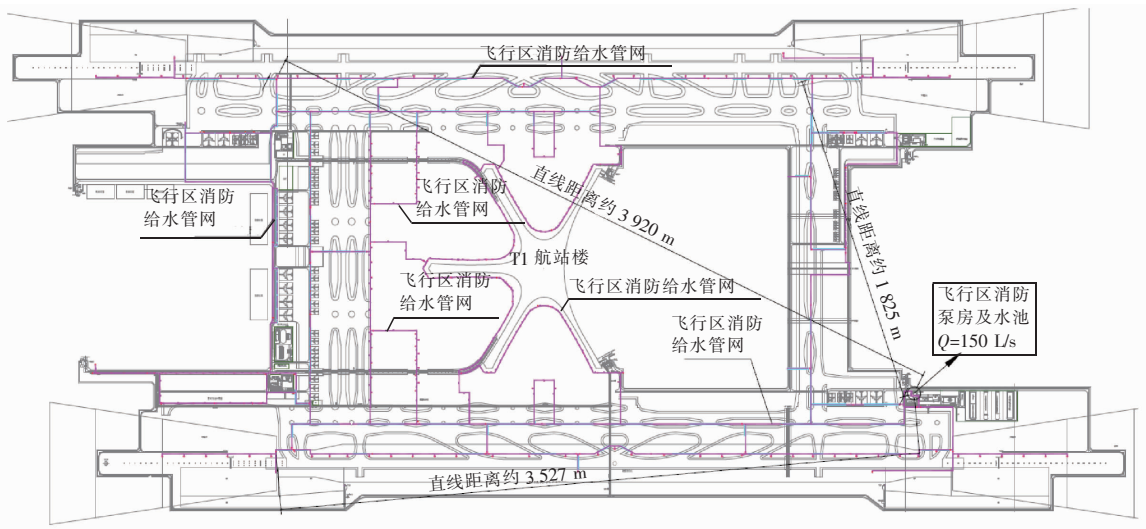 飞行区消防给水管网
飞行区消防
给水管网
飞行区消防
给水管网
直线距离约 3 920 m
直线距离约 1 825 m
T1 航站楼
飞行区消防
给水管网
飞行区消防给水管网
飞行区消防
给水管网
飞行区消防
泵房及水池
Q=150 L/s
直线距离约 3 527 m